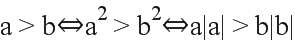 a > b⇔a² > b²⇔a|a| > b|b|